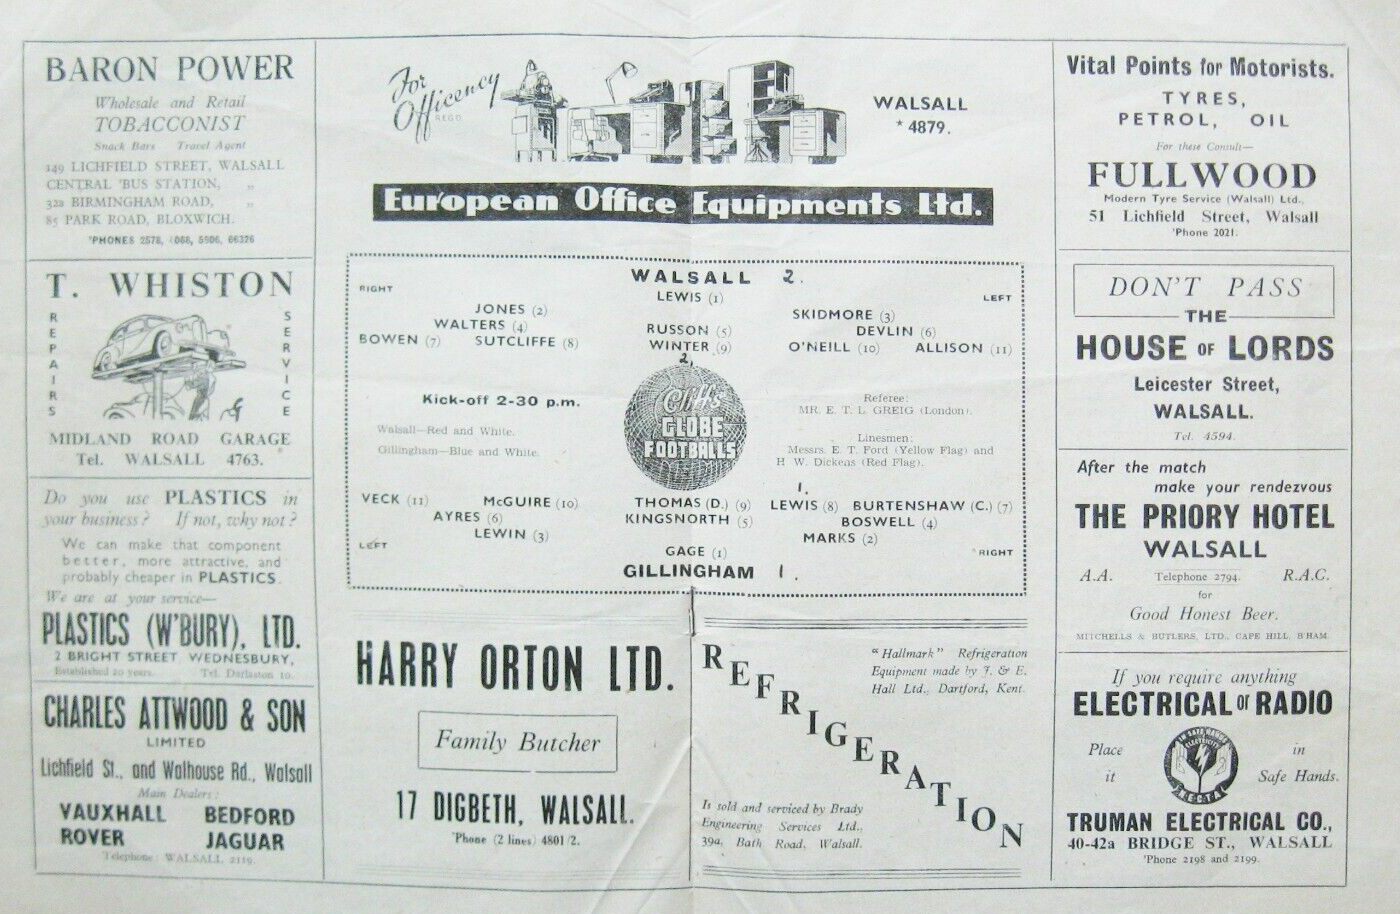 BARON POWER
Wholesale and Retail
TOBACCONIST
Snack Bars Travel Agent
149 LICHFIELD STREET, WALSALL
CENTRAL 'BUS STATION, "
32a BIRMINGHAM ROAD, "
85 PARK ROAD, BLOXWICH.
'PHONES 2578, 4068, 5906, 66326
T. WHISTON
REPAIRS
SERVICE
MIDLAND ROAD GARAGE
Tel. WALSALL 4763.
Do you use PLASTICS in
your business? If not, why not?
We can make that component
better, more attractive, and
probably cheaper in PLASTICS.
We are at your service—
PLASTICS (W'BURY), LTD.
2 BRIGHT STREET, WEDNESBURY,
Established 20 years. Tel. Darlaston 10.
CHARLES ATTWOOD & SON
LIMITED
Lichfield St., and Walhouse Rd., Walsall
Main Dealers:
VAUXHALL BEDFORD
ROVER JAGUAR
Telephone: WALSALL 2119.
For
Officency
REGD.
WALSALL
* 4879.
European Office Equipments Ltd.
WALSALL 2.
RIGHT
LEWIS (1)
LEFT
JONES (2) SKIDMORE (3)
WALTERS (4) RUSSON (5) DEVLIN (6)
BOWEN (7) SUTCLIFFE (8) WINTER (9) O'NEILL (10) ALLISON (11)
2.
Kick-off 2-30 p.m.
Walsall—Red and White.
Gillingham—Blue and White.
Cliff's
GLOBE
FOOTBALLS
Referee:
MR. E. T. L. GREIG (London).
Linesmen:
Messrs. E. T. Ford (Yellow Flag) and
H. W. Dickens (Red Flag).
1.
VECK (11) McGUIRE (10) THOMAS (D.) (9) LEWIS (8) BURTENSHAW (C.) (7)
AYRES (6) KINGSNORTH (5) BOSWELL (4)
LEWIN (3) MARKS (2)
LEFT
GAGE (1)
RIGHT
GILLINGHAM 1.
HARRY ORTON LTD.
Family Butcher
17 DIGBETH, WALSALL.
'Phone (2 lines) 4801/2.
REFRIGERATION
"Hallmark" Refrigeration
Equipment made by J. & E.
Hall Ltd., Dartford, Kent.
Is sold and serviced by Brady
Engineering Services Ltd.,
39a, Bath Road, Walsall.
Vital Points for Motorists.
TYRES,
PETROL, OIL
For these Consult—
FULLWOOD
Modern Tyre Service (Walsall) Ltd.,
51 Lichfield Street, Walsall
'Phone 2021.
DON'T PASS
THE
HOUSE OF LORDS
Leicester Street,
WALSALL.
Tel. 4594.
After the match
make your rendezvous
THE PRIORY HOTEL
WALSALL
A.A. Telephone 2794. R.A.C.
for
Good Honest Beer.
MITCHELLS & BUTLERS, LTD., CAPE HILL, B'HAM.
If you require anything
ELECTRICAL or RADIO
Place in
it Safe Hands.
IN SAFE HANDS
ELECTRICITY
N.E.C.T.A.
TRUMAN ELECTRICAL CO.,
40-42a BRIDGE ST., WALSALL
'Phone 2198 and 2199.